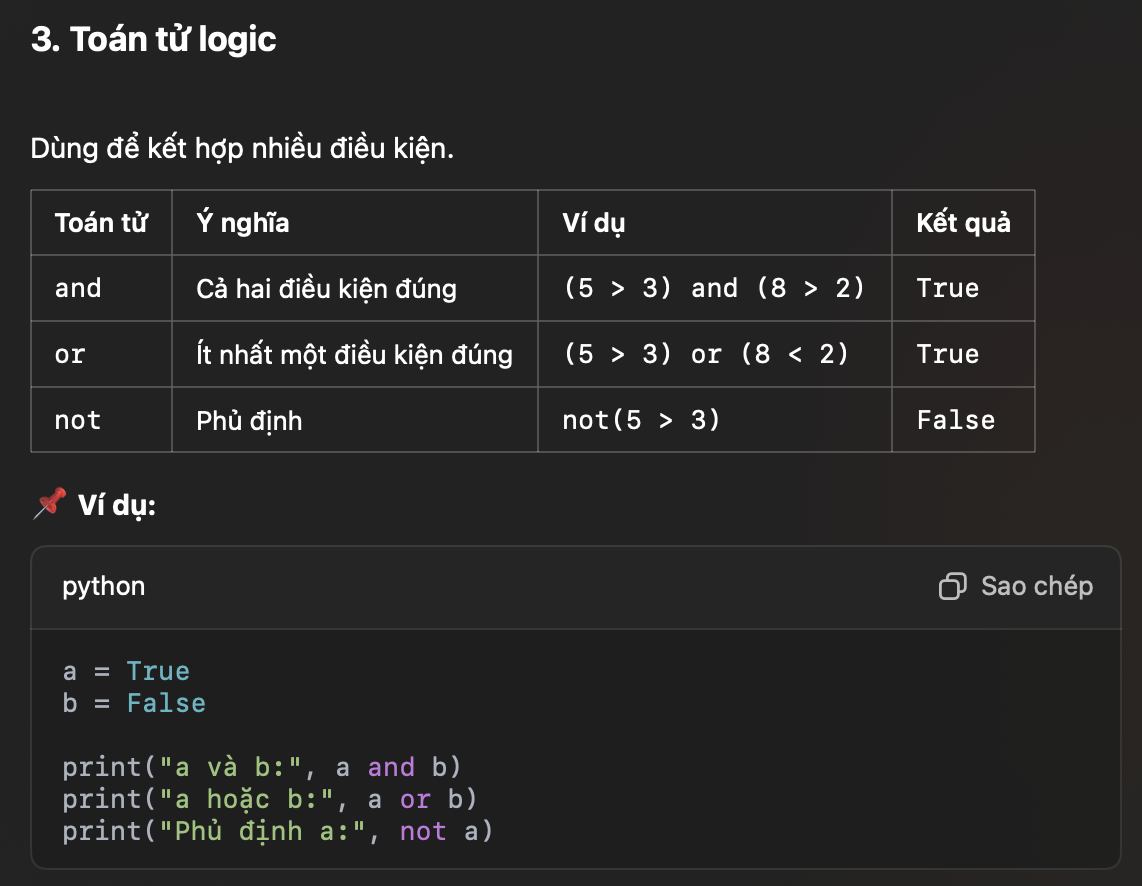 3. Toán tử logic
Dùng để kết hợp nhiều điều kiện.
Toán tử Ý nghĩa Ví dụ Kết quả
and Cả hai điều kiện đúng (5 > 3) and (8 > 2) True
or Ít nhất một điều kiện đúng (5 > 3) or (8 < 2) True
not Phủ định not(5 > 3) False
Ví dụ:
python Sao chép
a = True
b = False
print("a và b:", a and b)
print("a hoặc b:", a or b)
print("Phủ định a:", not a)